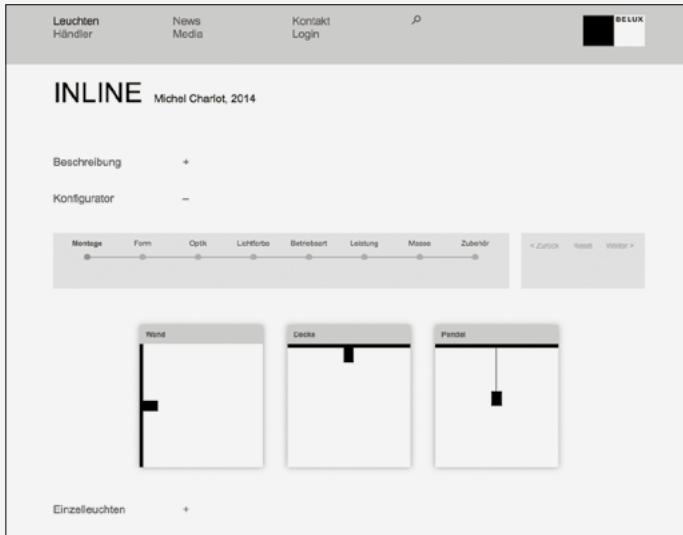 Leuchten News Kontakt
Händler Media Login
BELUX
INLINE Michel Charlot, 2014
Beschreibung +
Konfigurator –
Montage Form Optik Lichtfarbe Betriebsart Leistung Masse Zubehör
< Zurück Reset Weiter >
Wand Decke Pendel
Einzelleuchten +